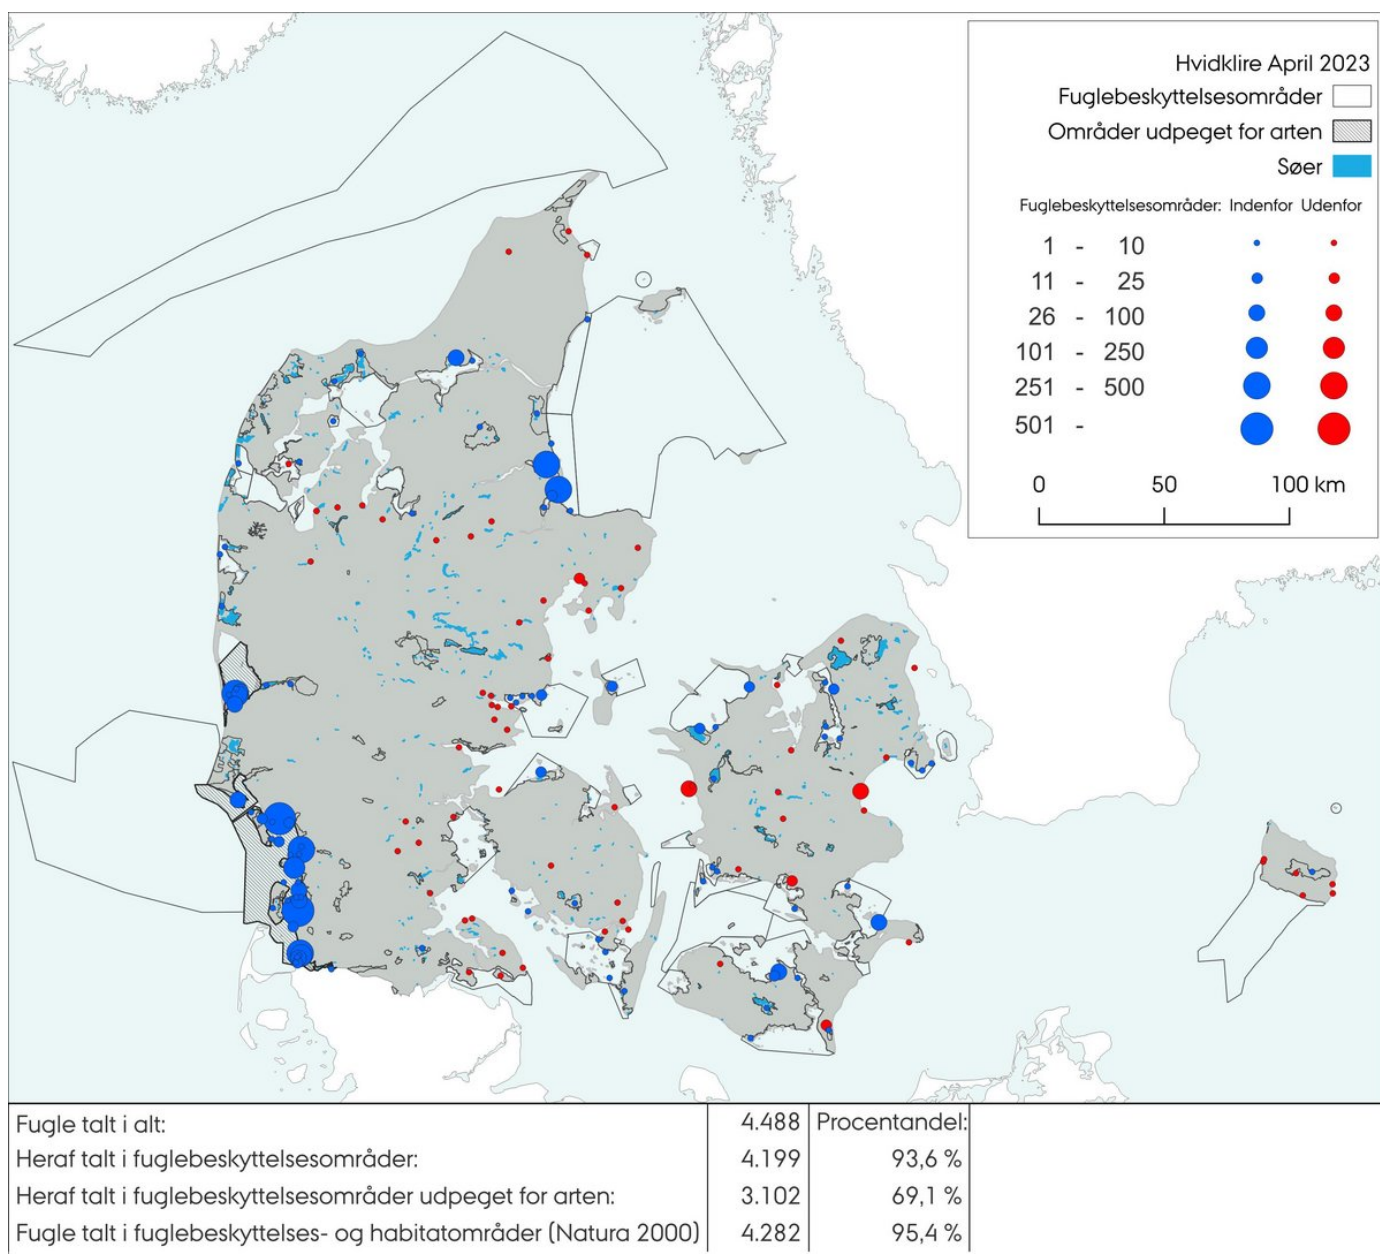 Hvidklire April 2023
Fuglebeskyttelsesområder
Områder udpeget for arten
Søer
Fuglebeskyttelsesområder: Indenfor Udenfor
1 - 10
11 - 25
26 - 100
101 - 250
251 - 500
501 -
0 50 100 km
Fugle talt i alt: 4.488 Procentandel:
Heraf talt i fuglebeskyttelsesområder: 4.199 93,6 %
Heraf talt i fuglebeskyttelsesområder udpeget for arten: 3.102 69,1 %
Fugle talt i fuglebeskyttelses- og habitatområder (Natura 2000) 4.282 95,4 %